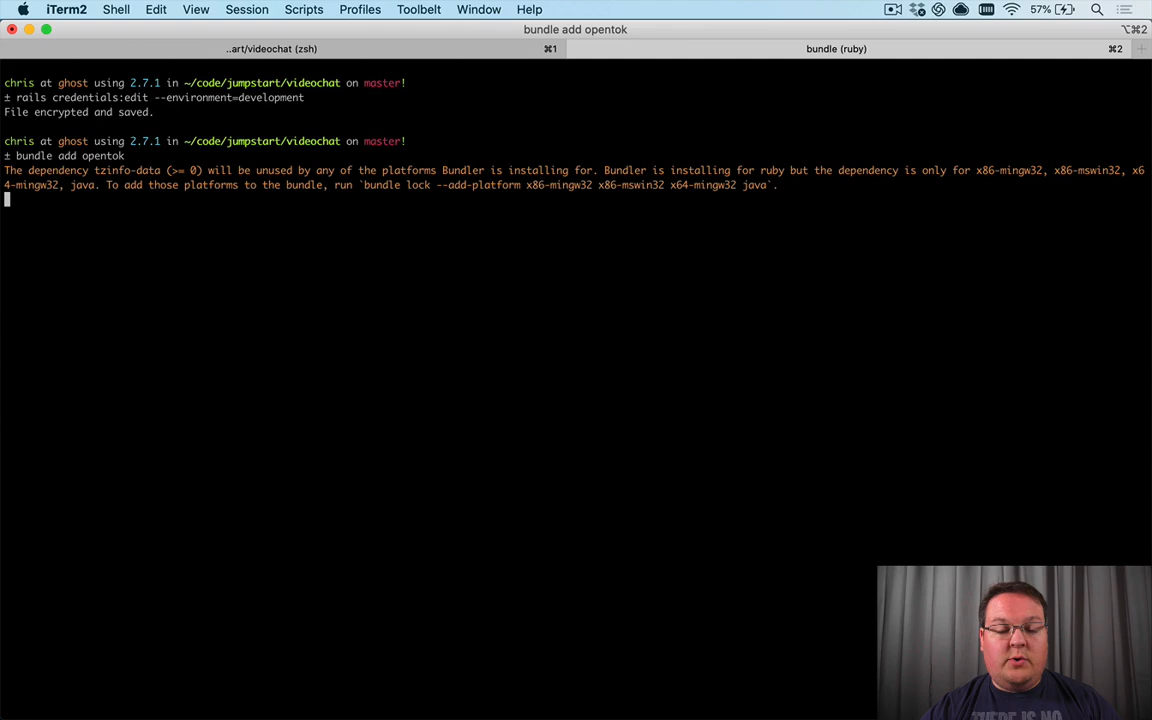 iTerm2 Shell Edit View Session Scripts Profiles Toolbelt Window Help 57%
bundle add opentok ⌥⌘2
..art/videochat (zsh) ⌘1 bundle (ruby) ⌘2 +
chris at ghost using 2.7.1 in ~/code/jumpstart/videochat on master!
± rails credentials:edit --environment=development
File encrypted and saved.
chris at ghost using 2.7.1 in ~/code/jumpstart/videochat on master!
± bundle add opentok
The dependency tzinfo-data (>= 0) will be unused by any of the platforms Bundler is installing for. Bundler is installing for ruby but the dependency is only for x86-mingw32, x86-mswin32, x6
4-mingw32, java. To add those platforms to the bundle, run `bundle lock --add-platform x86-mingw32 x86-mswin32 x64-mingw32 java`.
THERE IS NO